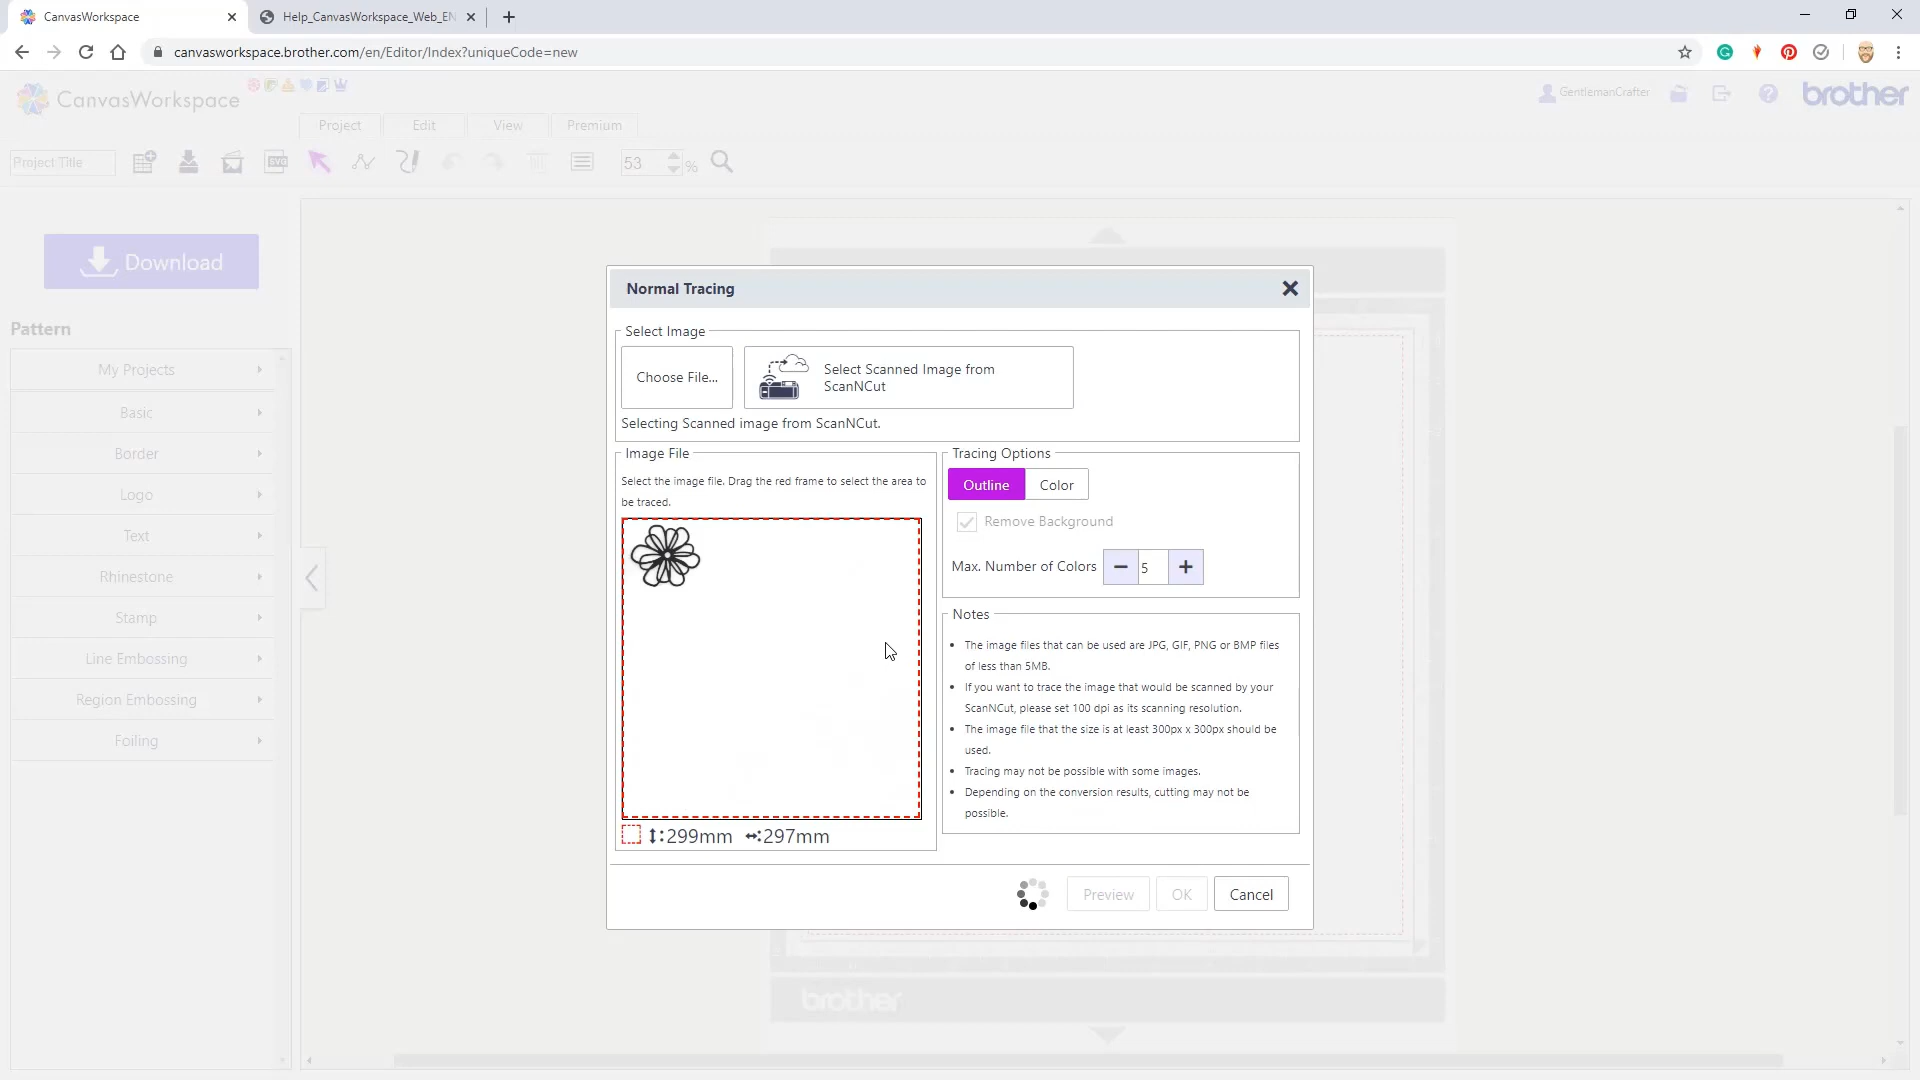 CanvasWorkspace
Help_CanvasWorkspace_Web_EN
canvasworkspace.brother.com/en/Editor/Index?uniqueCode=new
CanvasWorkspace
GentlemanCrafter
brother
Project
Edit
View
Premium
Project Title
SVG
53
%
Download
Pattern
My Projects
Basic
Border
Logo
Text
Rhinestone
Stamp
Line Embossing
Region Embossing
Foiling
Normal Tracing
Select Image
Choose File...
Select Scanned Image from
ScanNCut
Selecting Scanned image from ScanNCut.
Image File
Select the image file. Drag the red frame to select the area to
be traced.
:299mm
:297mm
Tracing Options
Outline
Color
Remove Background
Max. Number of Colors
5
Notes
The image files that can be used are JPG, GIF, PNG or BMP files
of less than 5MB.
If you want to trace the image that would be scanned by your
ScanNCut, please set 100 dpi as its scanning resolution.
The image file that the size is at least 300px x 300px should be
used.
Tracing may not be possible with some images.
Depending on the conversion results, cutting may not be
possible.
Preview
OK
Cancel
brother